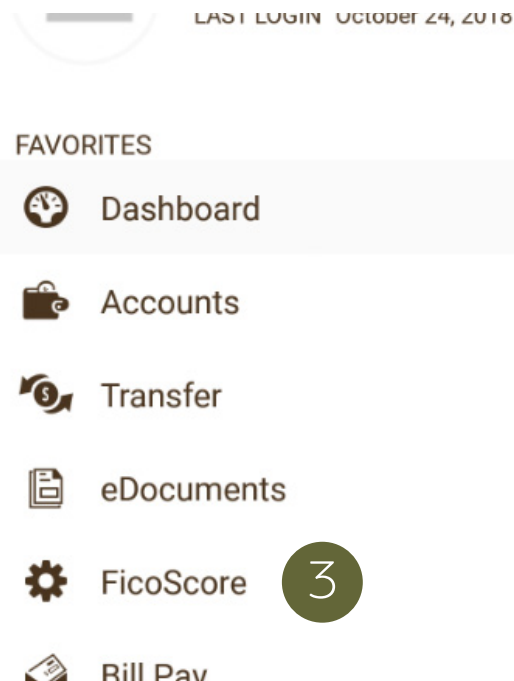 LAST LOGIN October 24, 2018
FAVORITES
Dashboard
Accounts
Transfer
eDocuments
FicoScore 3
Bill Pay